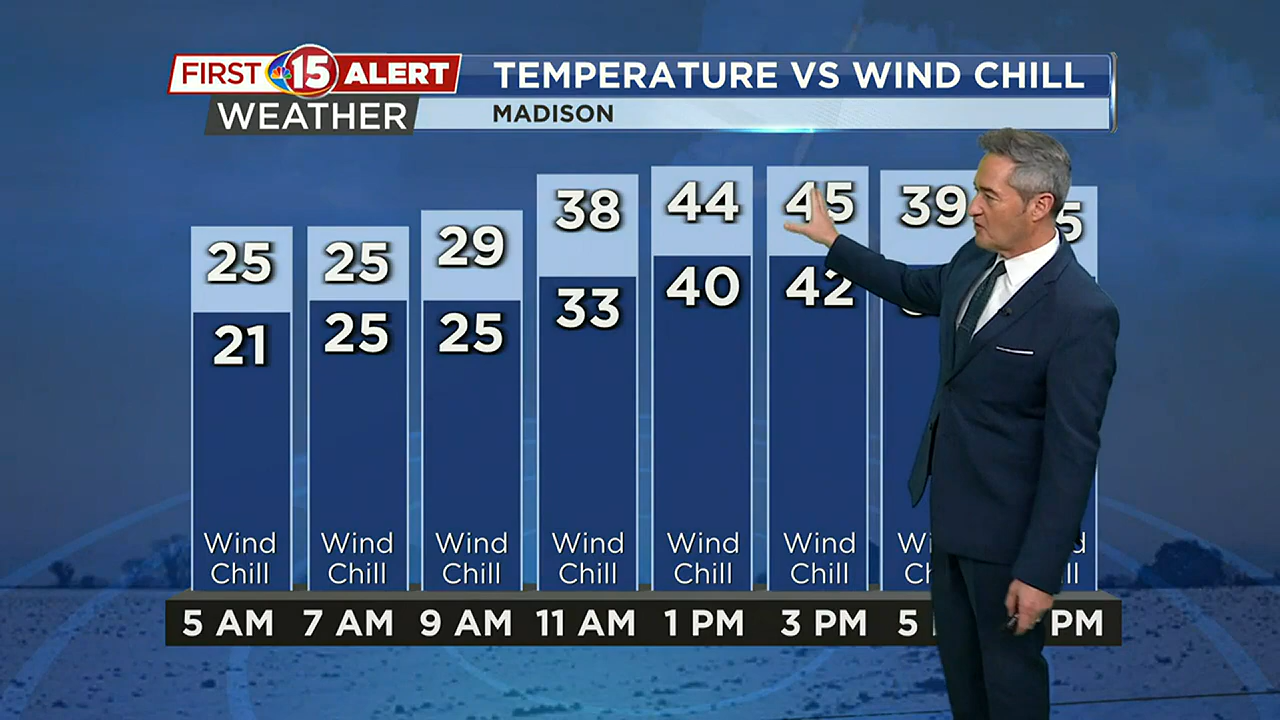 FIRST 15 ALERT
WEATHER
TEMPERATURE VS WIND CHILL
MADISON
25 25 29 38 44 45 39
21 25 25 33 40 42
Wind Chill Wind Chill Wind Chill Wind Chill Wind Chill Wind Chill
5 AM 7 AM 9 AM 11 AM 1 PM 3 PM 5 PM